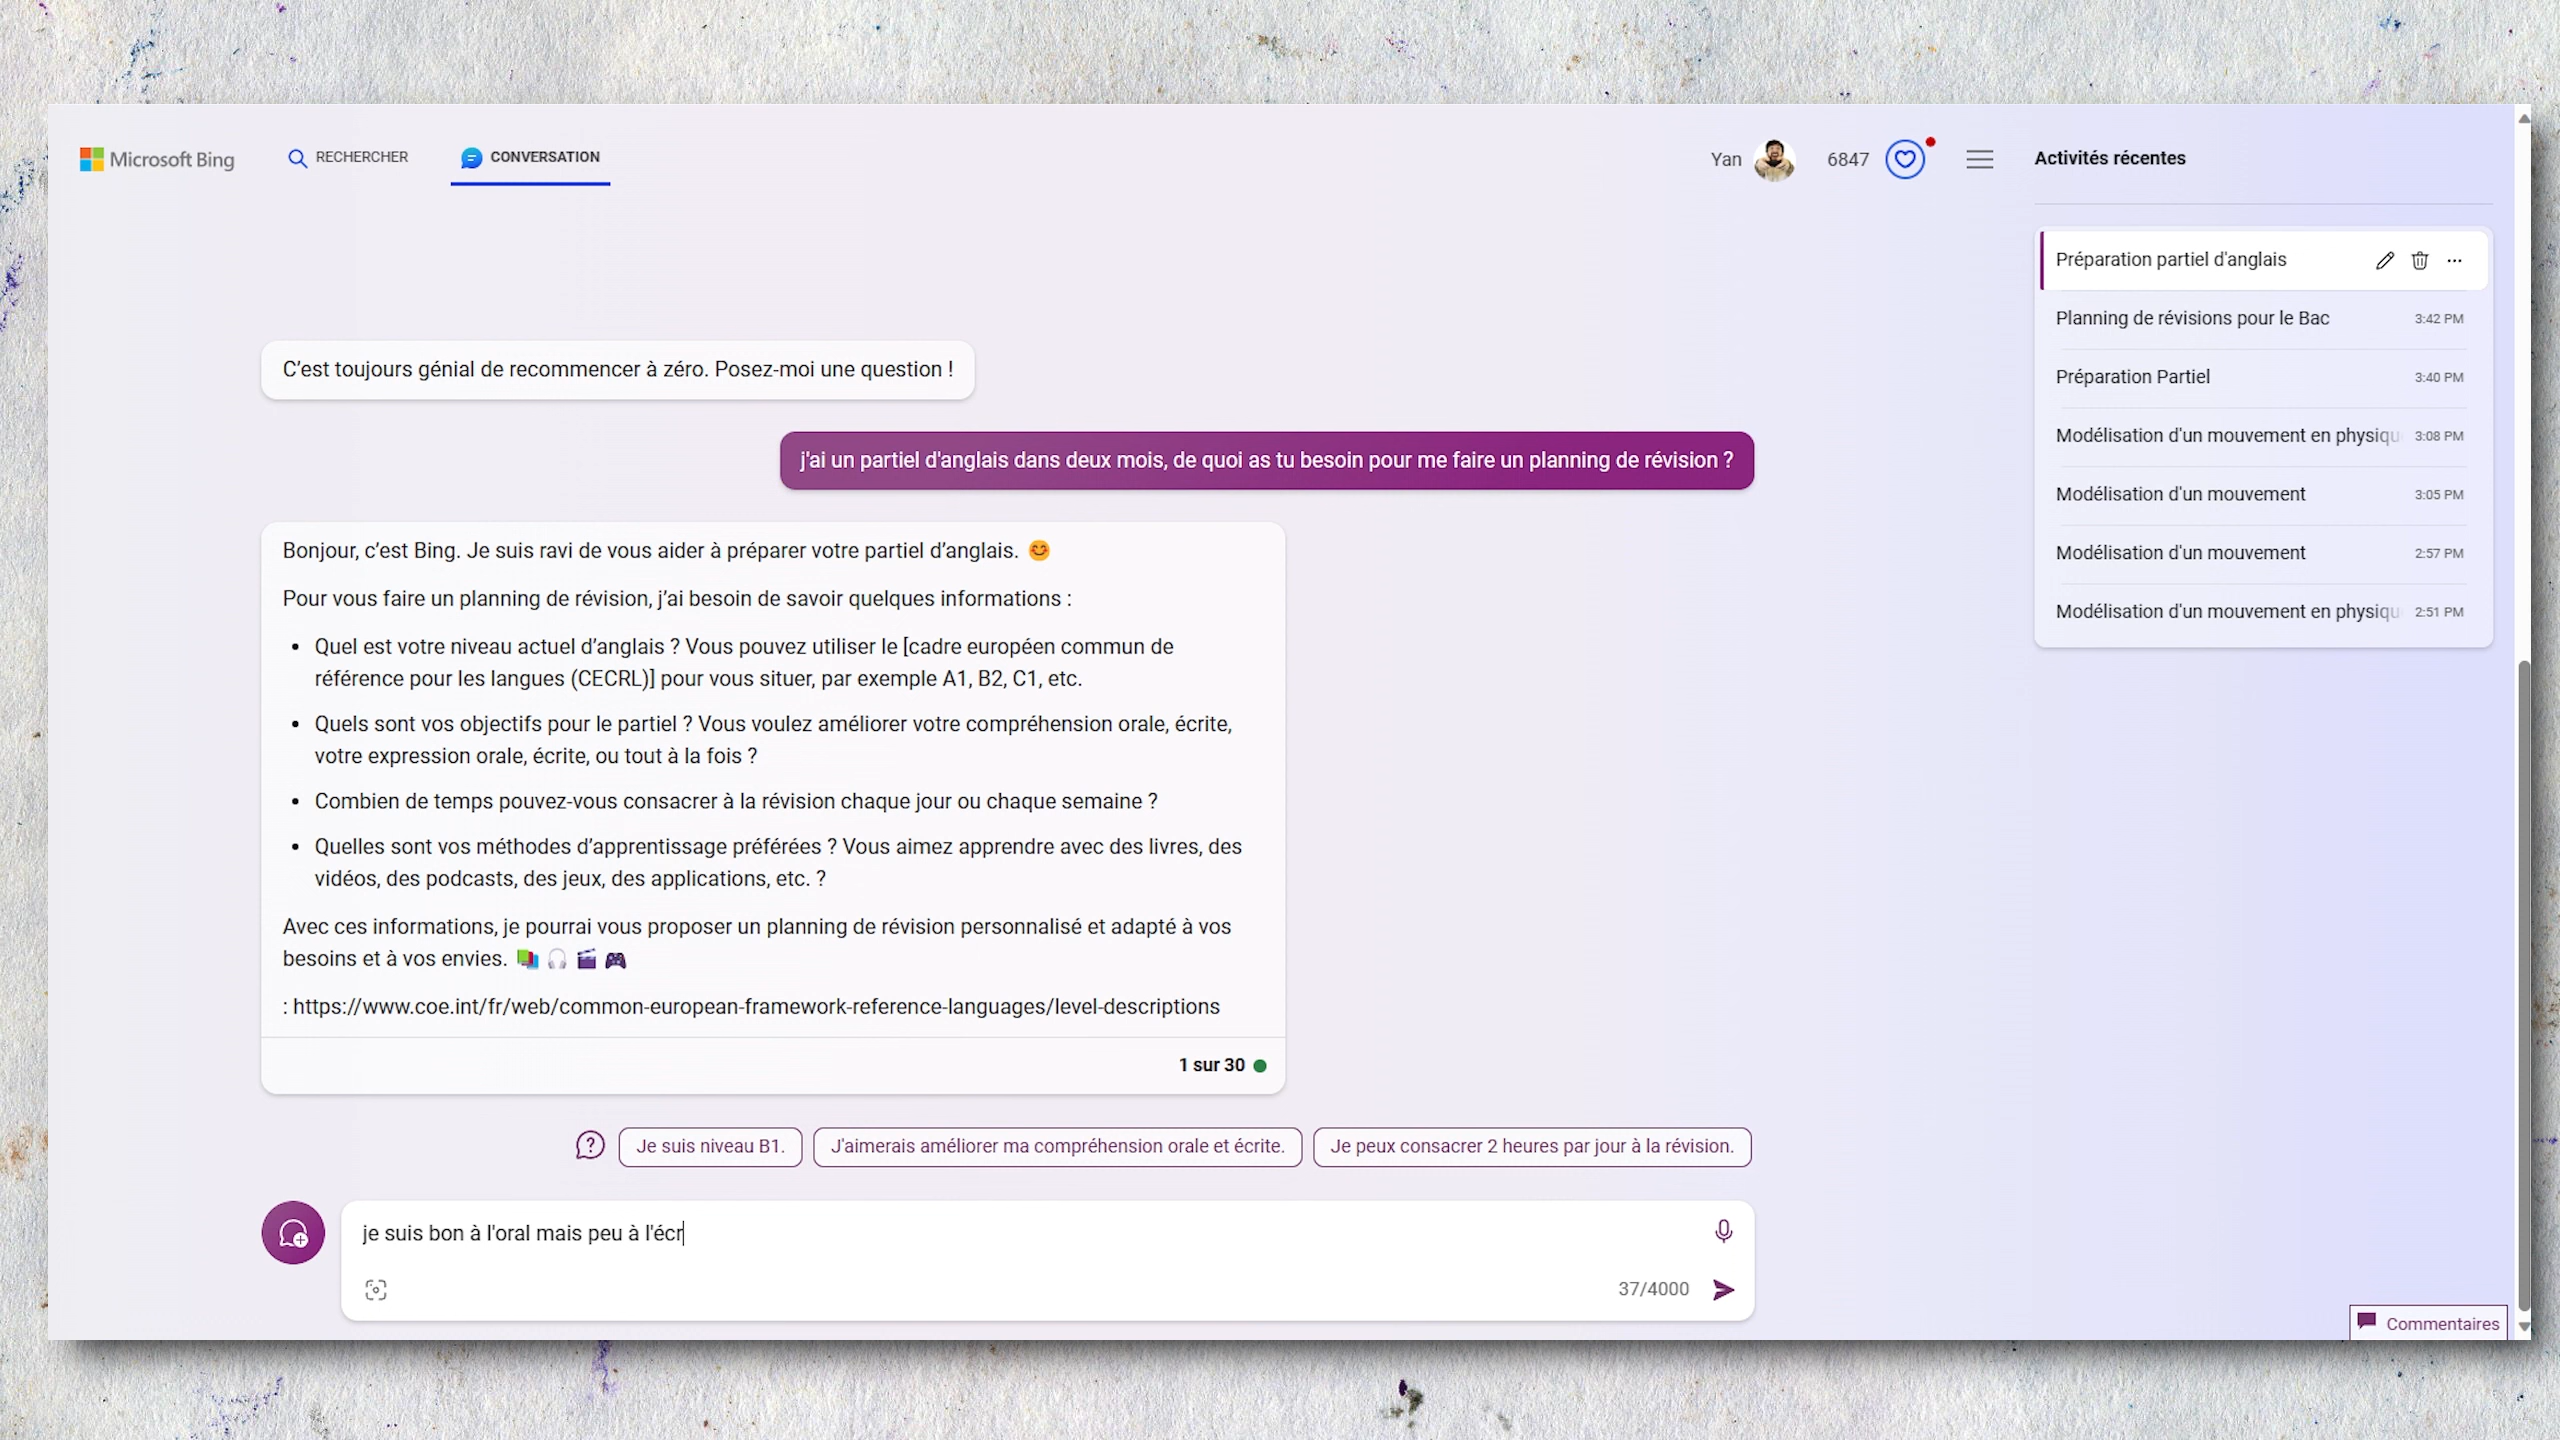 Microsoft Bing
RECHERCHER
CONVERSATION
Yan
6847
Activités récentes
Préparation partiel d'anglais
Planning de révisions pour le Bac 3:42 PM
Préparation Partiel 3:40 PM
Modélisation d'un mouvement en physiqu 3:08 PM
Modélisation d'un mouvement 3:05 PM
Modélisation d'un mouvement 2:57 PM
Modélisation d'un mouvement en physiqu 2:51 PM
C’est toujours génial de recommencer à zéro. Posez-moi une question !
j'ai un partiel d'anglais dans deux mois, de quoi as tu besoin pour me faire un planning de révision ?
Bonjour, c’est Bing. Je suis ravi de vous aider à préparer votre partiel d’anglais. 😊
Pour vous faire un planning de révision, j’ai besoin de savoir quelques informations :
• Quel est votre niveau actuel d’anglais ? Vous pouvez utiliser le [cadre européen commun de
référence pour les langues (CECRL)] pour vous situer, par exemple A1, B2, C1, etc.
• Quels sont vos objectifs pour le partiel ? Vous voulez améliorer votre compréhension orale, écrite,
votre expression orale, écrite, ou tout à la fois ?
• Combien de temps pouvez-vous consacrer à la révision chaque jour ou chaque semaine ?
• Quelles sont vos méthodes d’apprentissage préférées ? Vous aimez apprendre avec des livres, des
vidéos, des podcasts, des jeux, des applications, etc. ?
Avec ces informations, je pourrai vous proposer un planning de révision personnalisé et adapté à vos
besoins et à vos envies. 📚 🎧 🎬 🎮
: https://www.coe.int/fr/web/common-european-framework-reference-languages/level-descriptions
1 sur 30
Je suis niveau B1.
J'aimerais améliorer ma compréhension orale et écrite.
Je peux consacrer 2 heures par jour à la révision.
je suis bon à l'oral mais peu à l'écr
37/4000
Commentaires